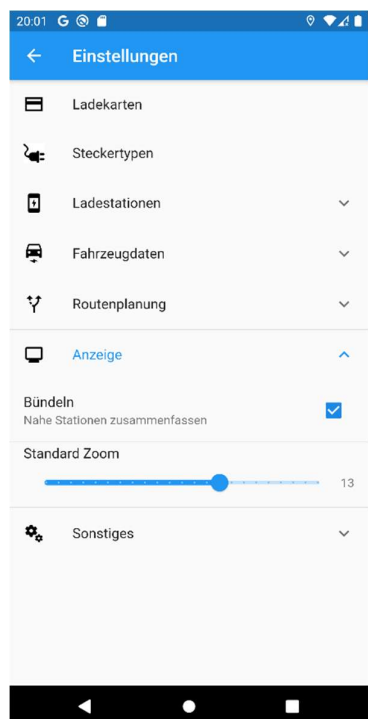 20:01 G
Einstellungen
Ladekarten
Steckertypen
Ladestationen
Fahrzeugdaten
Routenplanung
Anzeige
Bündeln
Nahe Stationen zusammenfassen
Standard Zoom
13
Sonstiges